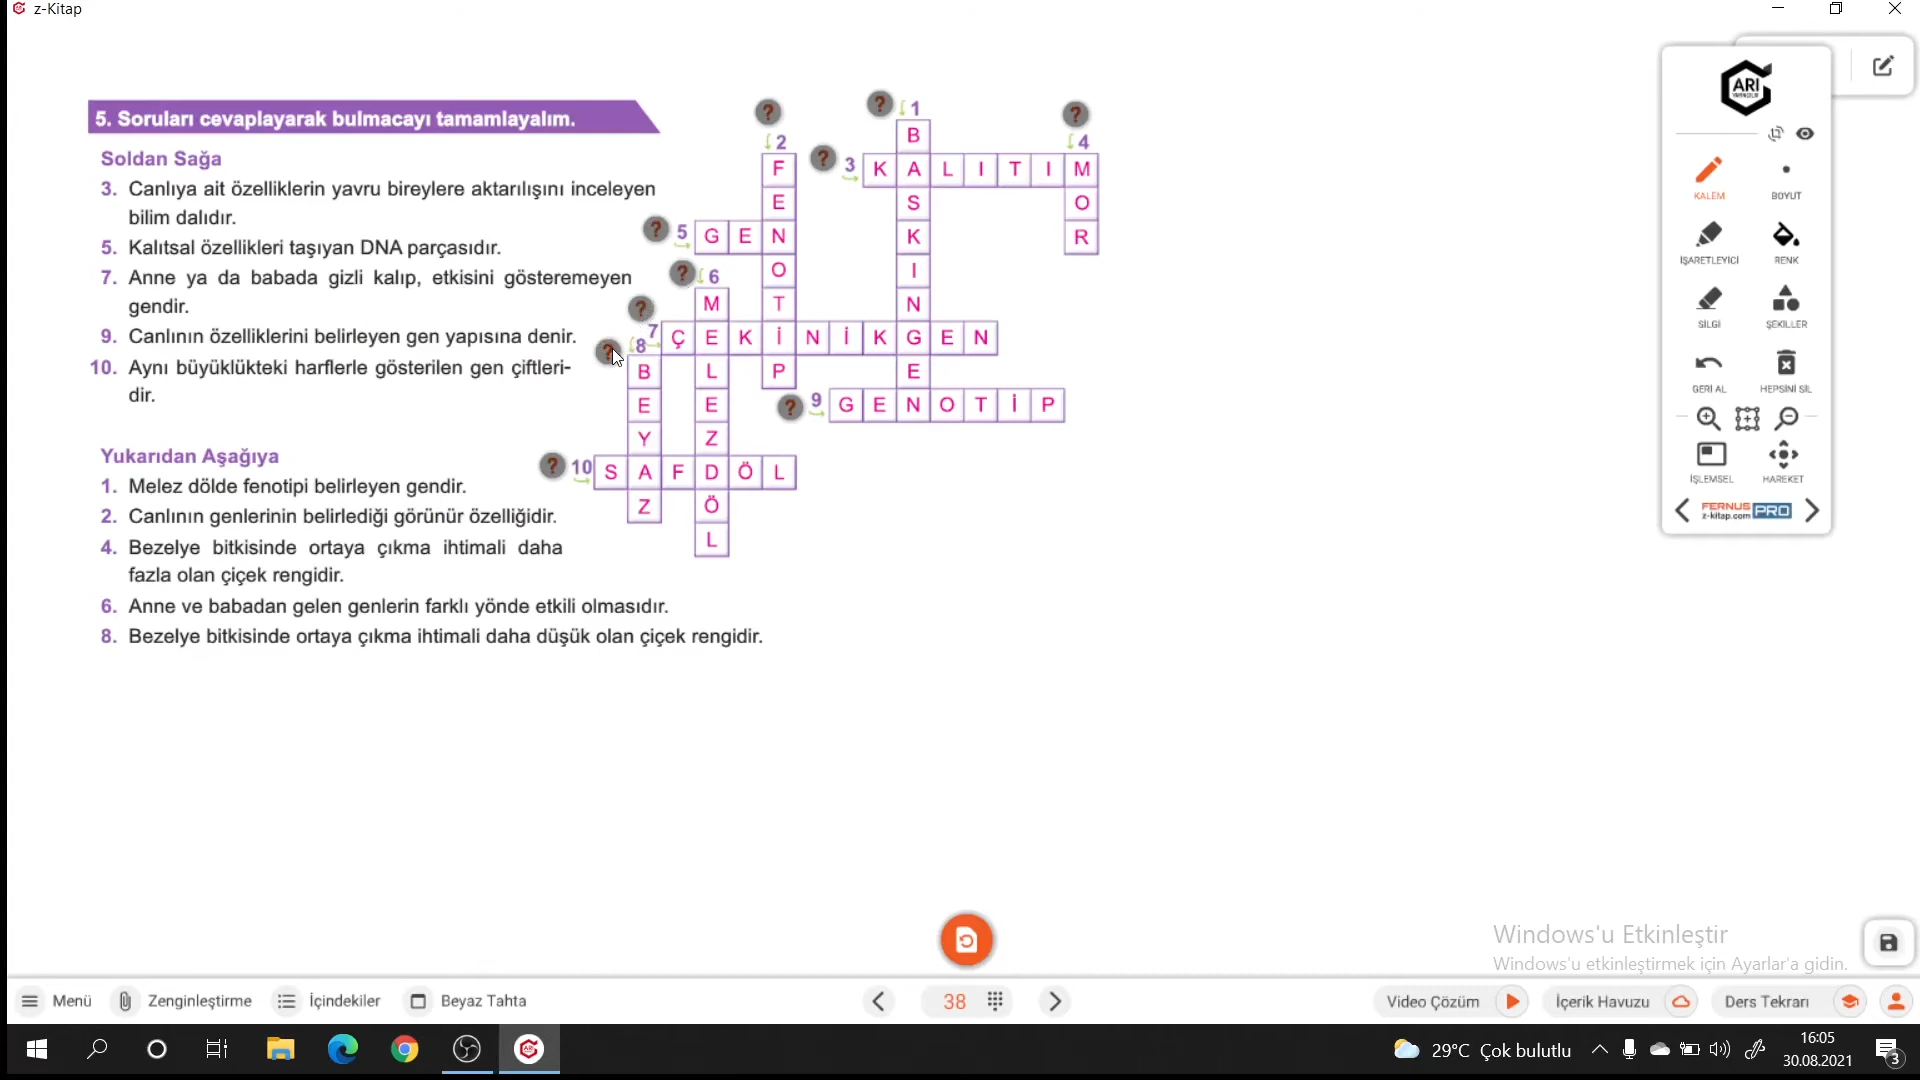 z-Kitap
5. Soruları cevaplayarak bulmacayı tamamlayalım.
Soldan Sağa
3. Canlıya ait özelliklerin yavru bireylere aktarılışını inceleyen
bilim dalıdır.
5. Kalıtsal özellikleri taşıyan DNA parçasıdır.
7. Anne ya da babada gizli kalıp, etkisini gösteremeyen
gendir.
9. Canlının özelliklerini belirleyen gen yapısına denir.
10. Aynı büyüklükteki harflerle gösterilen gen çiftleri-
dir.
Yukarıdan Aşağıya
1. Melez dölde fenotipi belirleyen gendir.
2. Canlının genlerinin belirlediği görünür özelliğidir.
4. Bezelye bitkisinde ortaya çıkma ihtimali daha
fazla olan çiçek rengidir.
6. Anne ve babadan gelen genlerin farklı yönde etkili olmasıdır.
8. Bezelye bitkisinde ortaya çıkma ihtimali daha düşük olan çiçek rengidir.
? 1
? 2
? 4
B
? 3 K A L I T I M
F
E S O
? 5 G E N K R
? 6 O I
M T N
? 7 Ç E K İ N İ K G E N
? 8
B L P E
E E ? 9 G E N O T İ P
Y Z
? 10 S A F D Ö L
Z Ö
L
ARI
YAYINCILIK
KALEM BOYUT
İŞARETLEYİCİ RENK
SİLGİ ŞEKİLLER
GERİ AL HEPSİNİ SİL
İŞLEMSEL HAREKET
FERNUS
z-kitap.com PRO
Windows'u Etkinleştir
Windows'u etkinleştirmek için Ayarlar'a gidin.
Menü Zenginleştirme İçindekiler Beyaz Tahta 38 Video Çözüm İçerik Havuzu Ders Tekrarı
29°C Çok bulutlu 16:05
30.08.2021 3